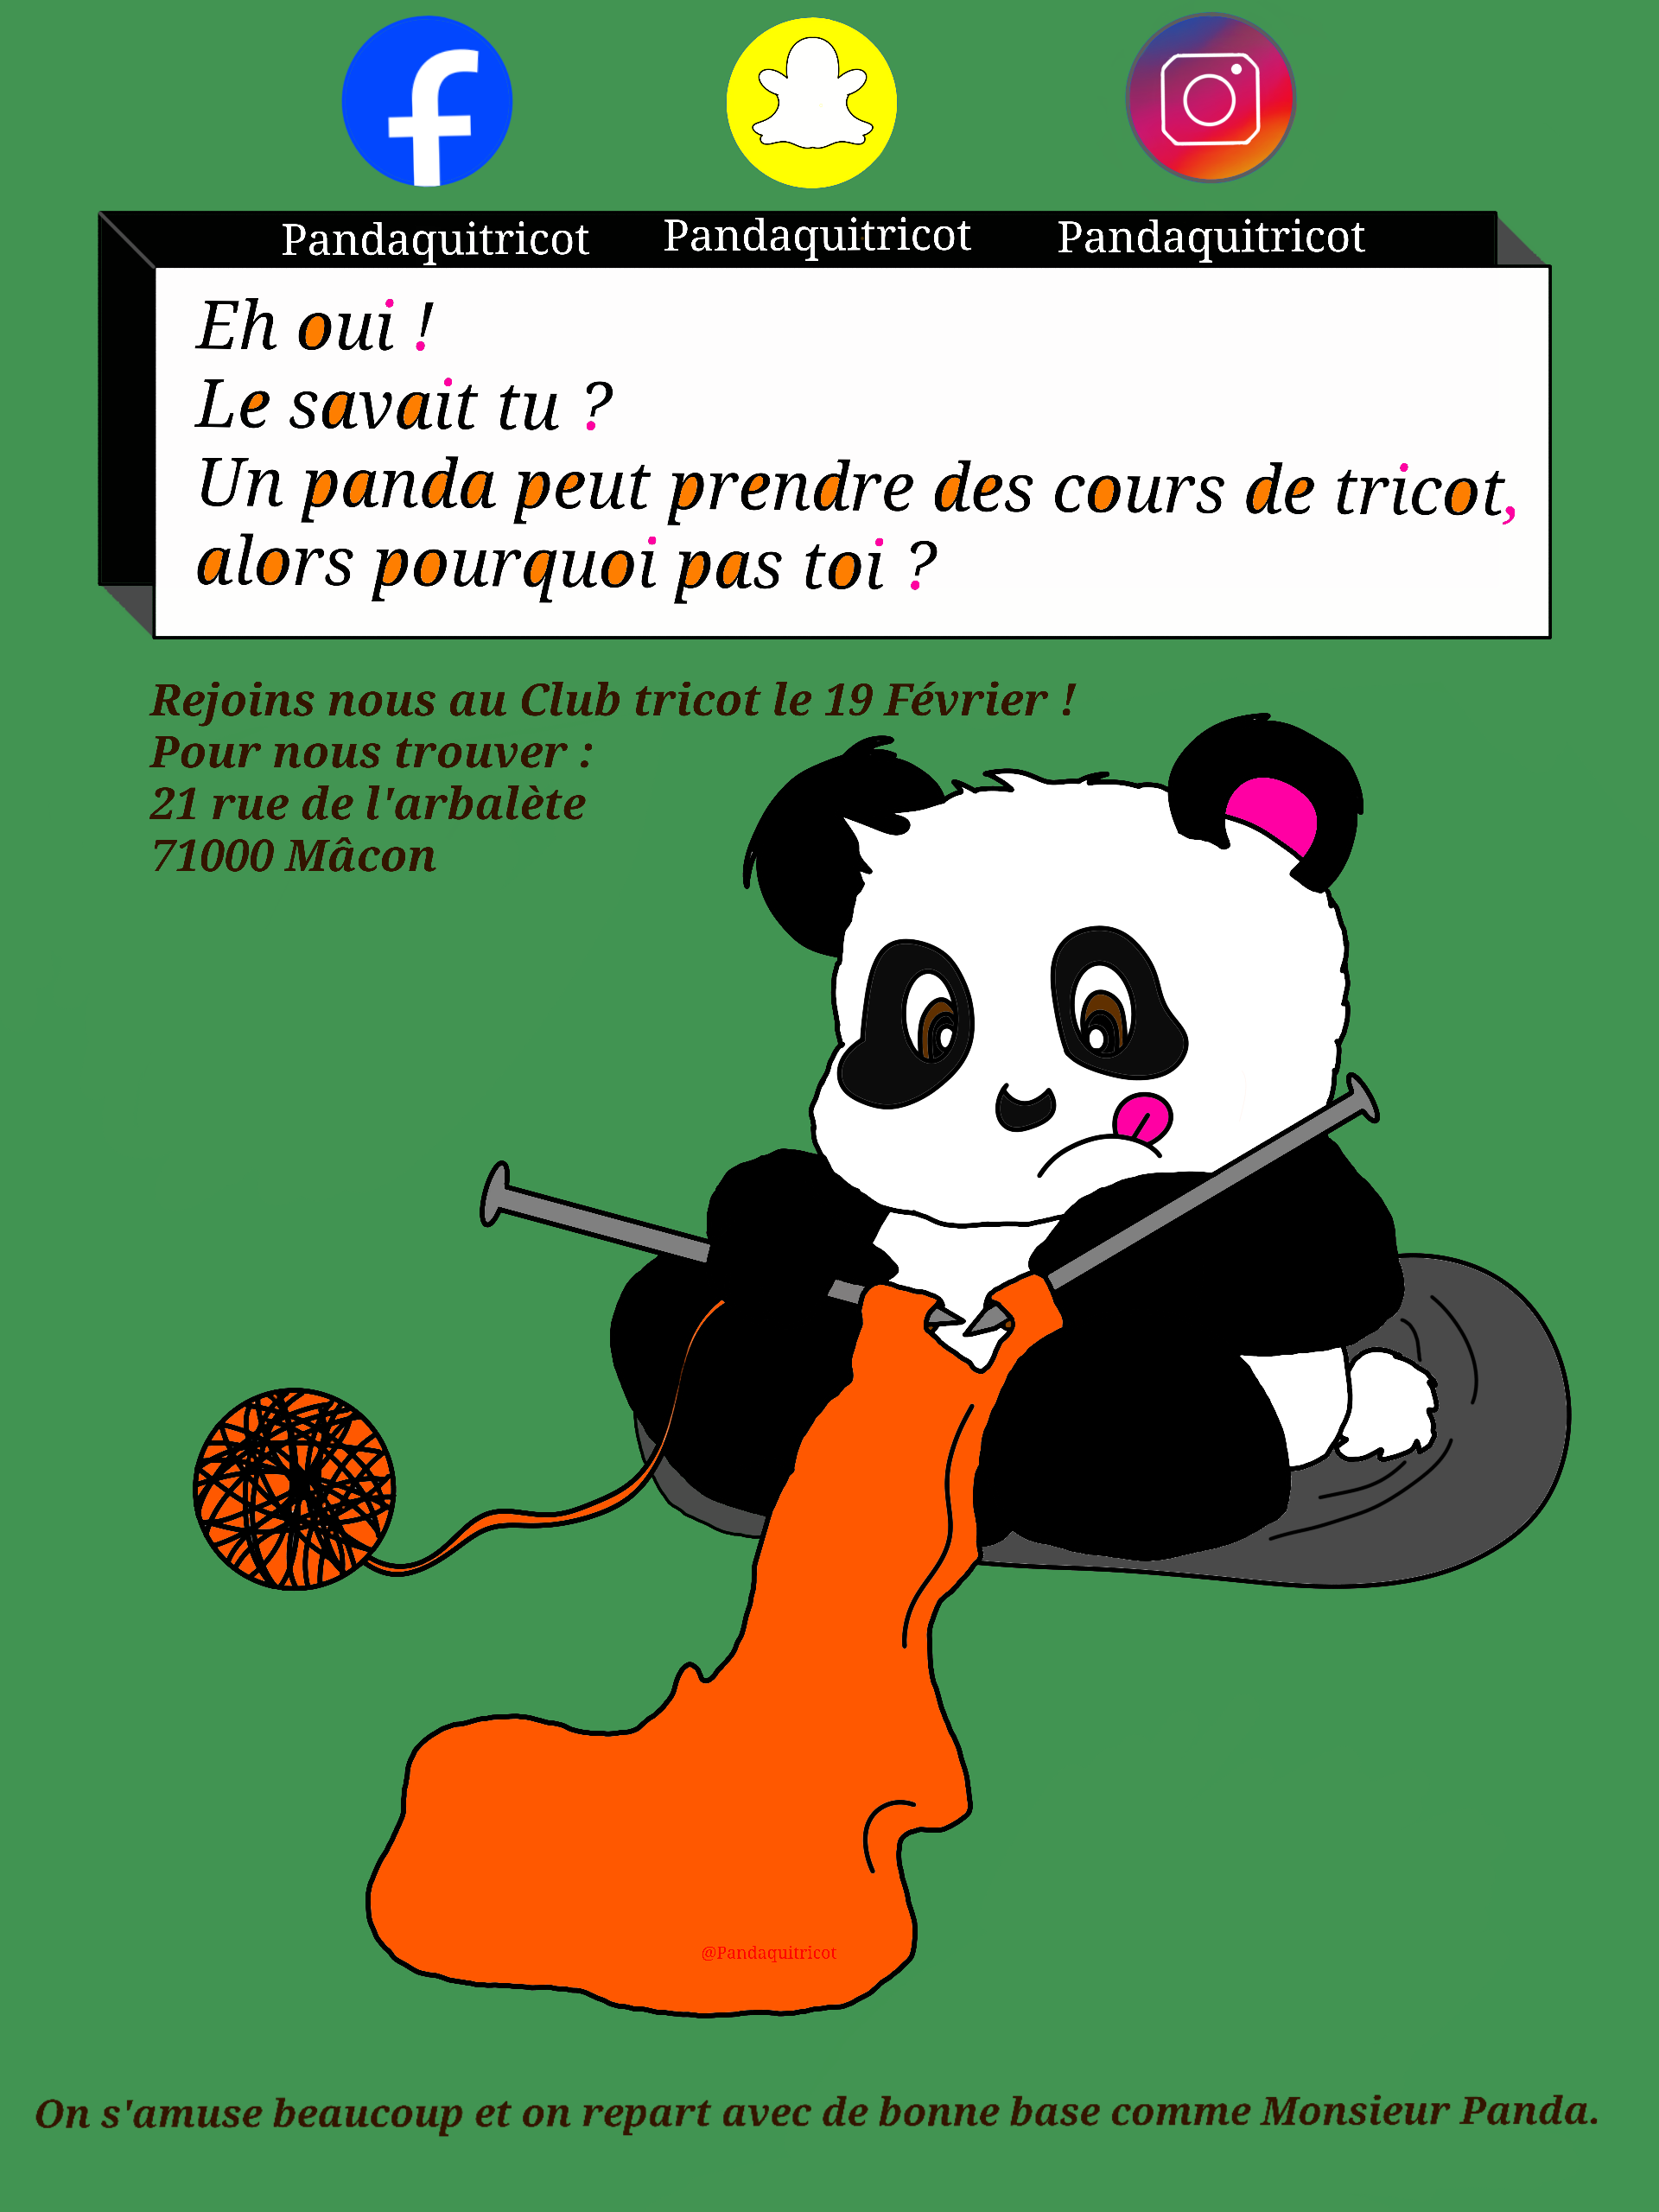 Pandaquitricot Pandaquitricot Pandaquitricot
Eh oui !
Le savait tu ?
Un panda peut prendre des cours de tricot,
alors pourquoi pas toi ?
Rejoins nous au Club tricot le 19 Février !
Pour nous trouver :
21 rue de l'arbalète
71000 Mâcon
@Pandaquitricot
On s'amuse beaucoup et on repart avec de bonne base comme Monsieur Panda.